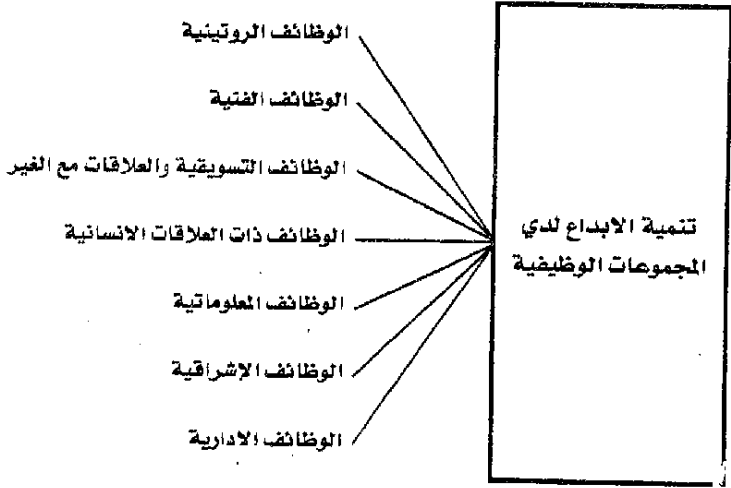 الوظائف الروتينية
الوظائف الفنية
الوظائف التسويقية والعلاقات مع الغير
الوظائف ذات العلاقات الانسانية
الوظائف المعلوماتية
الوظائف الإشراقية
الوظائف الادارية
تنمية الابداع لدي
المجموعات الوظيفية